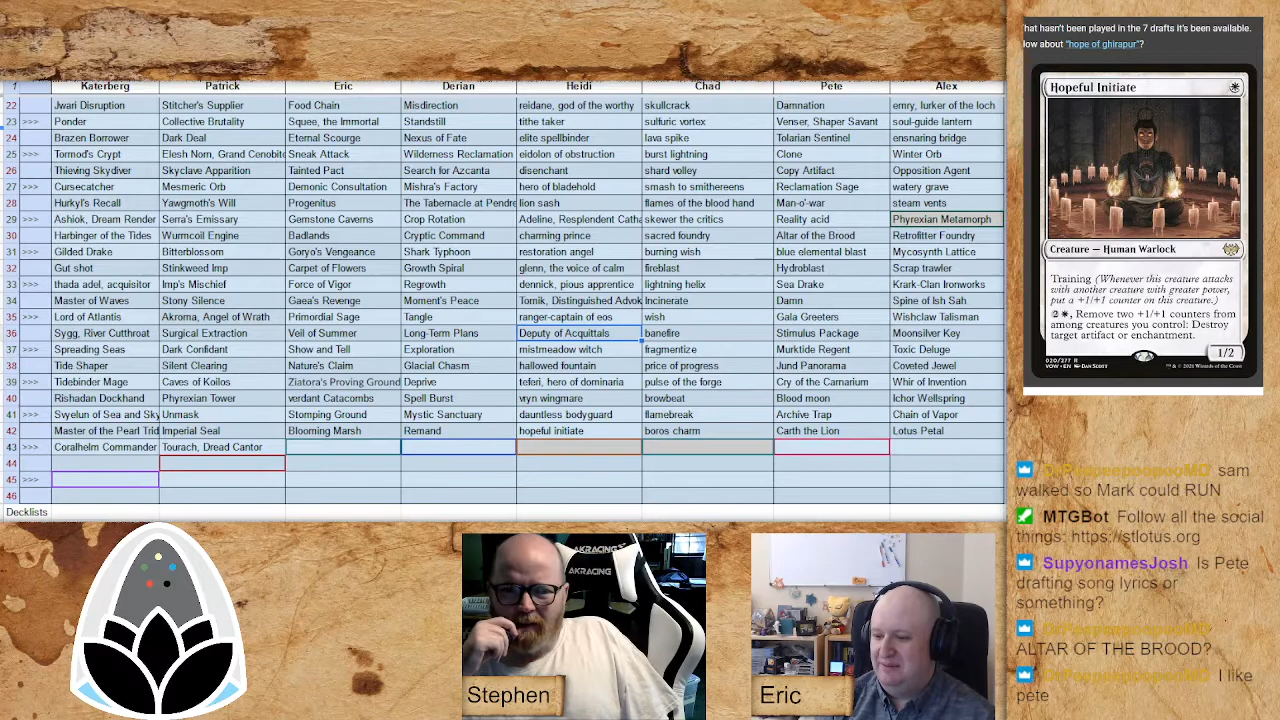 1 Katerberg Patrick Eric Derian Heidi Chad Pete Alex
22 Jwari Disruption Stitcher's Supplier Food Chain Misdirection reidane, god of the worthy skullcrack Damnation emry, lurker of the loch
23 >>> Ponder Collective Brutality Squee, the Immortal Standstill tithe taker sulfuric vortex Venser, Shaper Savant soul-guide lantern
24 Brazen Borrower Dark Deal Eternal Scourge Nexus of Fate elite spellbinder lava spike Tolarian Sentinel ensnaring bridge
25 >>> Tormod's Crypt Elesh Norn, Grand Cenobite Sneak Attack Wilderness Reclamation eidolon of obstruction burst lightning Clone Winter Orb
26 Thieving Skydiver Skyclave Apparition Tainted Pact Search for Azcanta disenchant shard volley Copy Artifact Opposition Agent
27 >>> Cursecatcher Mesmeric Orb Demonic Consultation Mishra's Factory hero of bladehold smash to smithereens Reclamation Sage watery grave
28 Hurkyl's Recall Yawgmoth's Will Progenitus The Tabernacle at Pendre lion sash flames of the blood hand Man-o'-war steam vents
29 >>> Ashiok, Dream Render Serra's Emissary Gemstone Caverns Crop Rotation Adeline, Resplendent Catha skewer the critics Reality acid Phyrexian Metamorph
30 Harbinger of the Tides Wurmcoil Engine Badlands Cryptic Command charming prince sacred foundry Altar of the Brood Retrofitter Foundry
31 >>> Gilded Drake Bitterblossom Goryo's Vengeance Shark Typhoon restoration angel burning wish blue elemental blast Mycosynth Lattice
32 Gut shot Stinkweed Imp Carpet of Flowers Growth Spiral glenn, the voice of calm fireblast Hydroblast Scrap trawler
33 >>> thada adel, acquisitor Imp's Mischief Force of Vigor Regrowth dennick, pious apprentice lightning helix Sea Drake Krark-Clan Ironworks
34 Master of Waves Stony Silence Gaea's Revenge Moment's Peace Tomik, Distinguished Advok Incinerate Damn Spine of Ish Sah
35 >>> Lord of Atlantis Akroma, Angel of Wrath Primordial Sage Tangle ranger-captain of eos wish Gala Greeters Wishclaw Talisman
36 Sygg, River Cutthroat Surgical Extraction Veil of Summer Long-Term Plans Deputy of Acquittals banefire Stimulus Package Moonsilver Key
37 >>> Spreading Seas Dark Confidant Show and Tell Exploration mistmeadow witch fragmentize Murktide Regent Toxic Deluge
38 Tide Shaper Silent Clearing Nature's Claim Glacial Chasm hallowed fountain price of progress Jund Panorama Coveted Jewel
39 >>> Tidebinder Mage Caves of Koilos Ziatora's Proving Ground Deprive teferi, hero of dominaria pulse of the forge Cry of the Carnarium Whir of Invention
40 Rishadan Dockhand Phyrexian Tower verdant Catacombs Spell Burst vryn wingmare browbeat Blood moon Ichor Wellspring
41 >>> Svyelun of Sea and Sky Unmask Stomping Ground Mystic Sanctuary dauntless bodyguard flamebreak Archive Trap Chain of Vapor
42 Master of the Pearl Trid Imperial Seal Blooming Marsh Remand hopeful initiate boros charm Carth the Lion Lotus Petal
43 >>> Coralhelm Commander Tourach, Dread Cantor
44
45 >>>
46
Decklists
hat hasn't been played in the 7 drafts it's been available.
low about "hope of ghirapur"?
Hopeful Initiate
Creature — Human Warlock
Training (Whenever this creature attacks
with another creature with greater power,
put a +1/+1 counter on this creature.)
2, Remove two +1/+1 counters from
among creatures you control: Destroy
target artifact or enchantment.
1/2
020/277 R
VOW • EN DAN SCOTT
sam
walked so Mark could RUN
MTGBot Follow all the social
things: https://stlotus.org
SupyonamesJosh Is Pete
drafting song lyrics or
something?
ALTAR OF THE BROOD?
I like
pete
AKRACING
AKRACING
Stephen
Eric